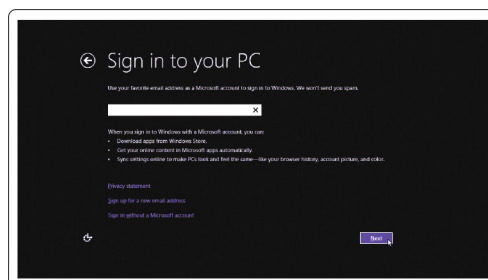 Sign in to your PC
Use your favorite email address as a Microsoft account to sign in to Windows. We won't send you spam.
When you sign in to Windows with a Microsoft account, you can:
• Download apps from Windows Store.
• Get your online content in Microsoft apps automatically.
• Sync settings online to make PCs look and feel the same—like your browser history, account picture, and color.
Privacy statement
Sign up for a new email address
Sign in without a Microsoft account
Next